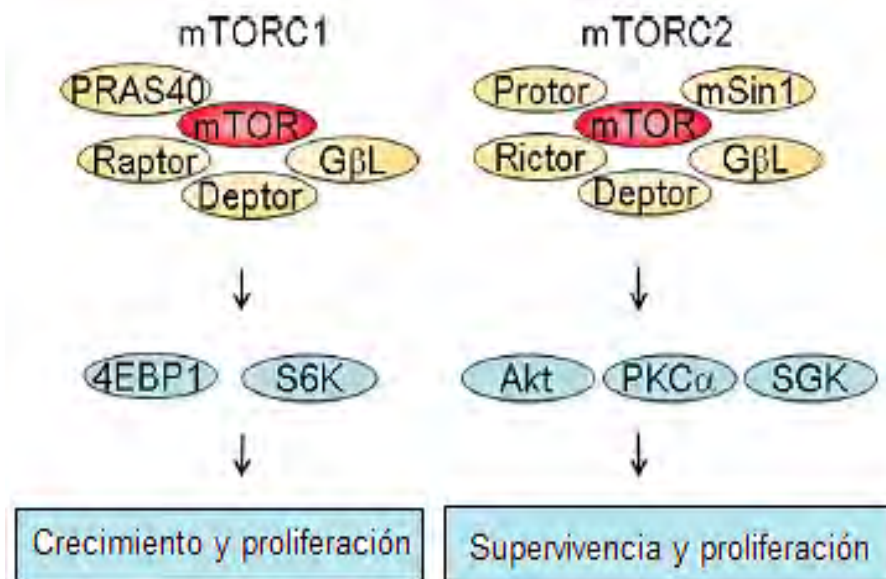 mTORC1
mTORC2
PRAS40
mTOR
Raptor
GβL
Deptor
Protor
mSin1
mTOR
Rictor
GβL
Deptor
4EBP1
S6K
Akt
PKCα
SGK
Crecimiento y proliferación
Supervivencia y proliferación